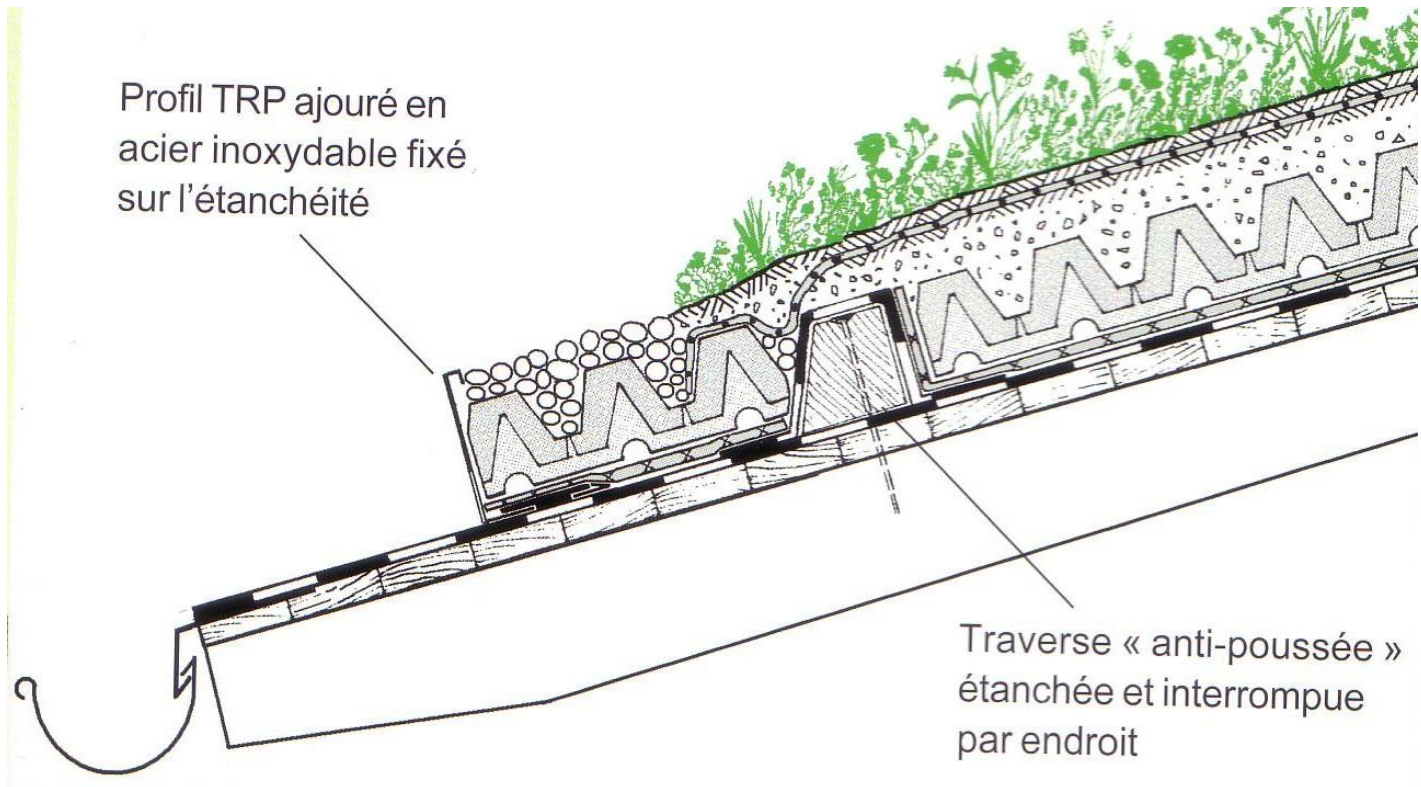 Profil TRP ajouré en
acier inoxydable fixé
sur l'étanchéité
Traverse « anti-poussée »
étanchée et interrompue
par endroit